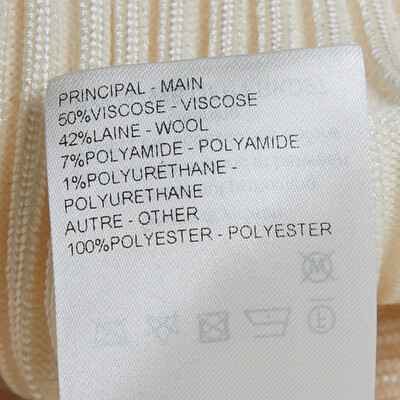 PRINCIPAL - MAIN
50%VISCOSE - VISCOSE
42%LAINE - WOOL
7%POLYAMIDE - POLYAMIDE
1%POLYURÉTHANE -
POLYURETHANE
AUTRE - OTHER
100%POLYESTER - POLYESTER